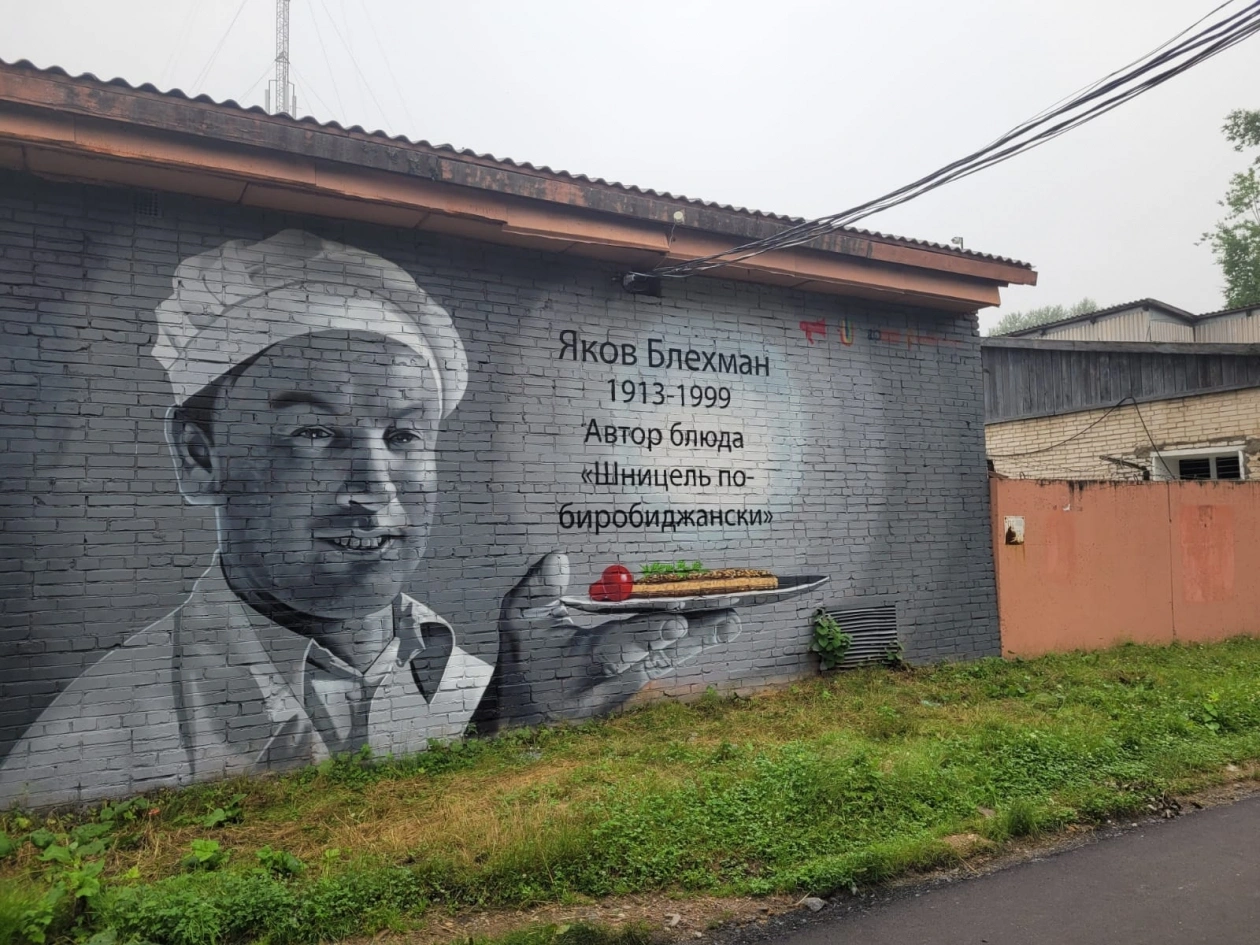 Яков Блехман
1913-1999
Автор блюда
«Шницель по-
биробиджански»